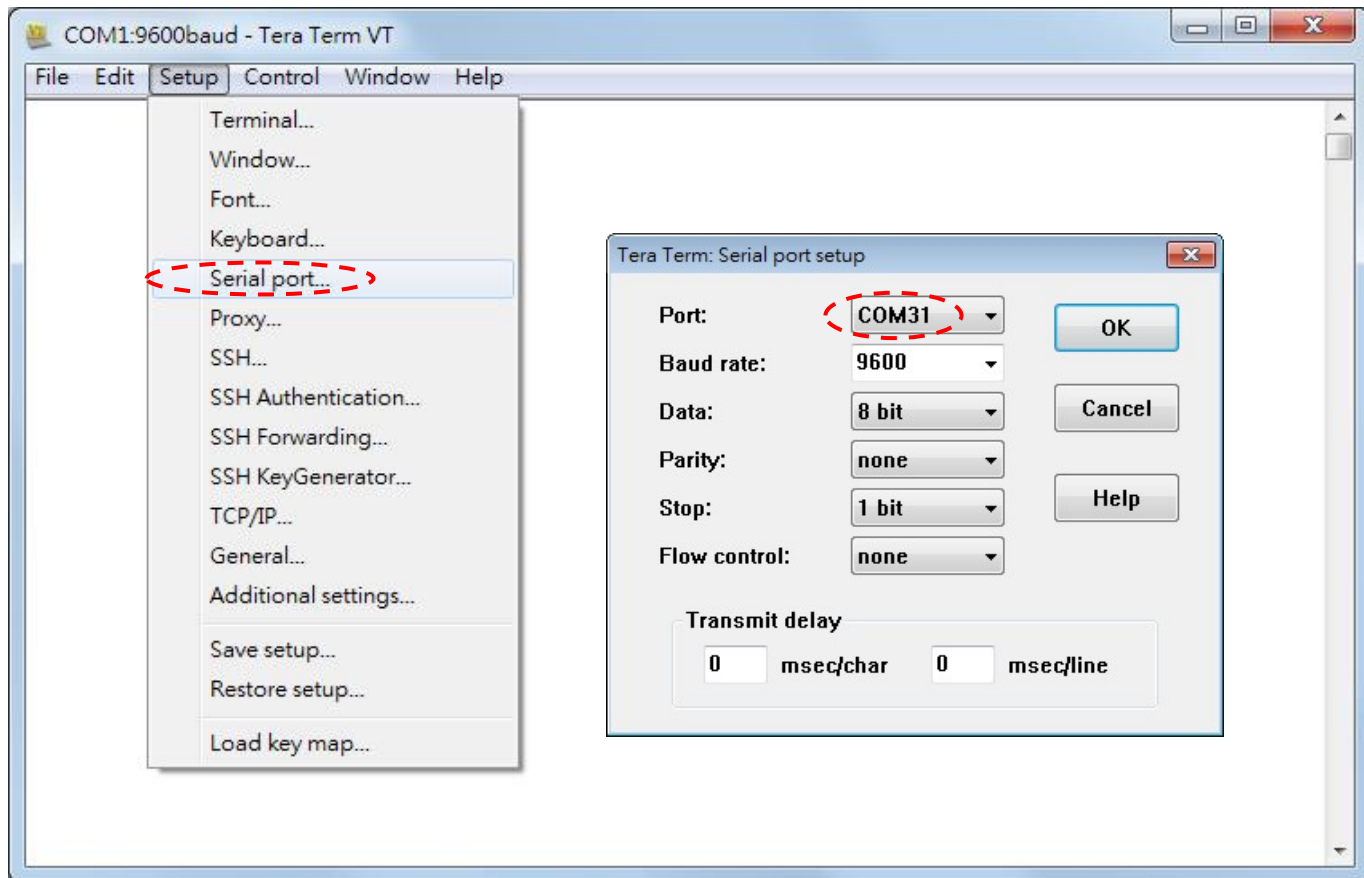 COM1:9600baud - Tera Term VT
File Edit Setup Control Window Help
Terminal...
Window...
Font...
Keyboard...
Serial port...
Proxy...
SSH...
SSH Authentication...
SSH Forwarding...
SSH KeyGenerator...
TCP/IP...
General...
Additional settings...
Save setup...
Restore setup...
Load key map...
Tera Term: Serial port setup
Port: COM31 OK
Baud rate: 9600
Data: 8 bit Cancel
Parity: none
Stop: 1 bit Help
Flow control: none
Transmit delay
0 msec/char 0 msec/line